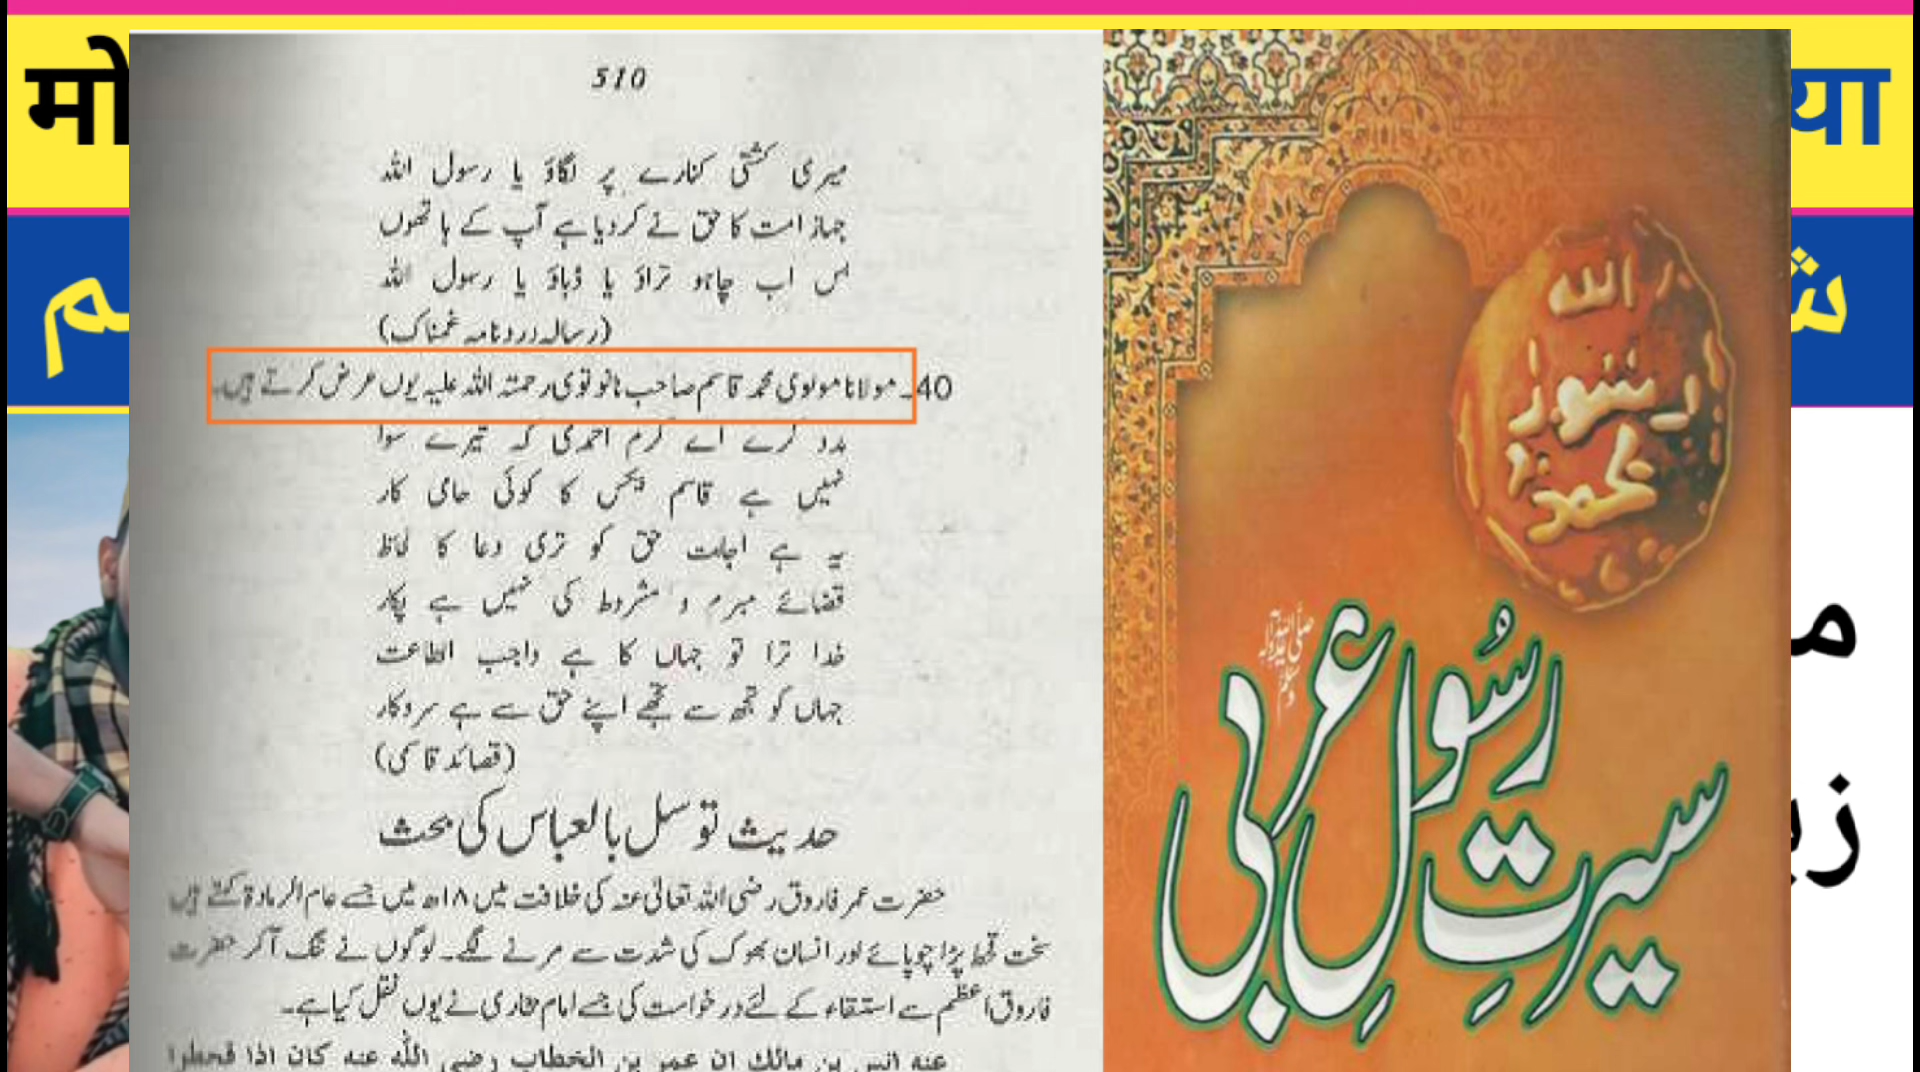 510
میری کشتی کنارے پر لگاؤ یا رسول اللہ
جہاز امت کا حق نے کر دیا ہے آپ کے ہاتھوں
بس اب چاہو تراؤ یا ڈباؤ یا رسول اللہ
(رسالہ دردنامہ غمناک)
40۔ مولانا مولوی محمد قاسم صاحب نانوتوی رحمتہ اللہ علیہ یوں عرض کرتے ہیں۔
مدد کرے اے کرم احمدی کہ تیرے سوا
نہیں ہے قاسم بیکس کا کوئی حامی کار
یہ ہے اجابت حق کو تری دعا کا لحاظ
قضائے مبرم و مشروط کی نہیں ہے پکار
خدا ترا تو جہاں کا ہے واجب الطاعت
جہاں کو تجھ سے تجھے اپنے حق سے ہے سروکار
(قصائد قاسمی)
حدیث توسل بالعباس کی بحث
حضرت عمر فاروق رضی اللہ تعالیٰ عنہ کی خلافت میں ۱۸ھ میں جسے عام الرمادۃ کہتے ہیں
سخت قحط پڑا چوپائے اور انسان بھوک کی شدت سے مرنے لگے۔ لوگوں نے تنگ آکر حضرت
فاروق اعظم سے استقاء کے لئے درخواست کی جسے امام بخاری نے یوں نقل کیا ہے۔
عنہ انس بن مالک ان عمر بن الخطاب رضی اللّٰہ عنہ کان اذا قحطوا
اللہ
رسول
محمد
سیرت رسول عربی
صلی اللہ علیہ وآلہ وسلم
मो
या